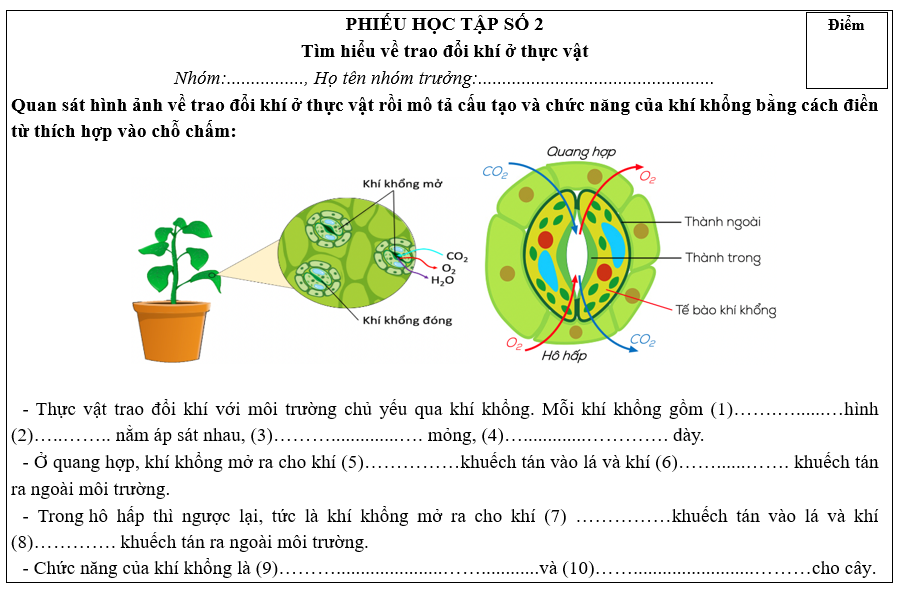 PHIẾU HỌC TẬP SỐ 2
Điểm
Tìm hiểu về trao đổi khí ở thực vật
Nhóm:................, Họ tên nhóm trưởng:.................................................
Quan sát hình ảnh về trao đổi khí ở thực vật rồi mô tả cấu tạo và chức năng của khí khổng bằng cách điền
từ thích hợp vào chỗ chấm:
Quang hợp
CO2
O2
Khí khổng mở
Thành ngoài
CO2
Thành trong
O2
H2O
Tế bào khí khổng
Khí khổng đóng
O2
CO2
Hô hấp
- Thực vật trao đổi khí với môi trường chủ yếu qua khí khổng. Mỗi khí khổng gồm (1)…….…......…hình
(2)…..…….. nằm áp sát nhau, (3)………..............…… mỏng, (4)…..............………… dày.
- Ở quang hợp, khí khổng mở ra cho khí (5)……………khuếch tán vào lá và khí (6)……......……. khuếch tán
ra ngoài môi trường.
- Trong hô hấp thì ngược lại, tức là khí khổng mở ra cho khí (7) ……………khuếch tán vào lá và khí
(8)…………. khuếch tán ra ngoài môi trường.
- Chức năng của khí khổng là (9)………......................………...........và (10)……..........................………cho cây.